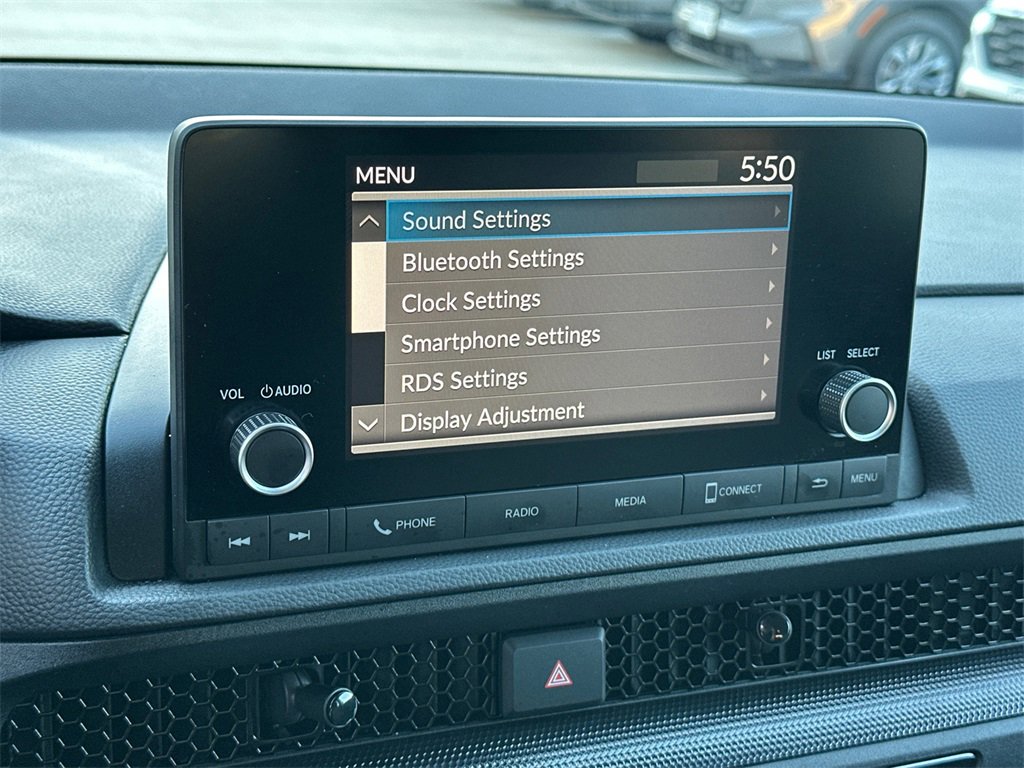 MENU 5:50
Sound Settings
Bluetooth Settings
Clock Settings
Smartphone Settings
RDS Settings
Display Adjustment
VOL AUDIO
LIST SELECT
PHONE RADIO MEDIA CONNECT MENU